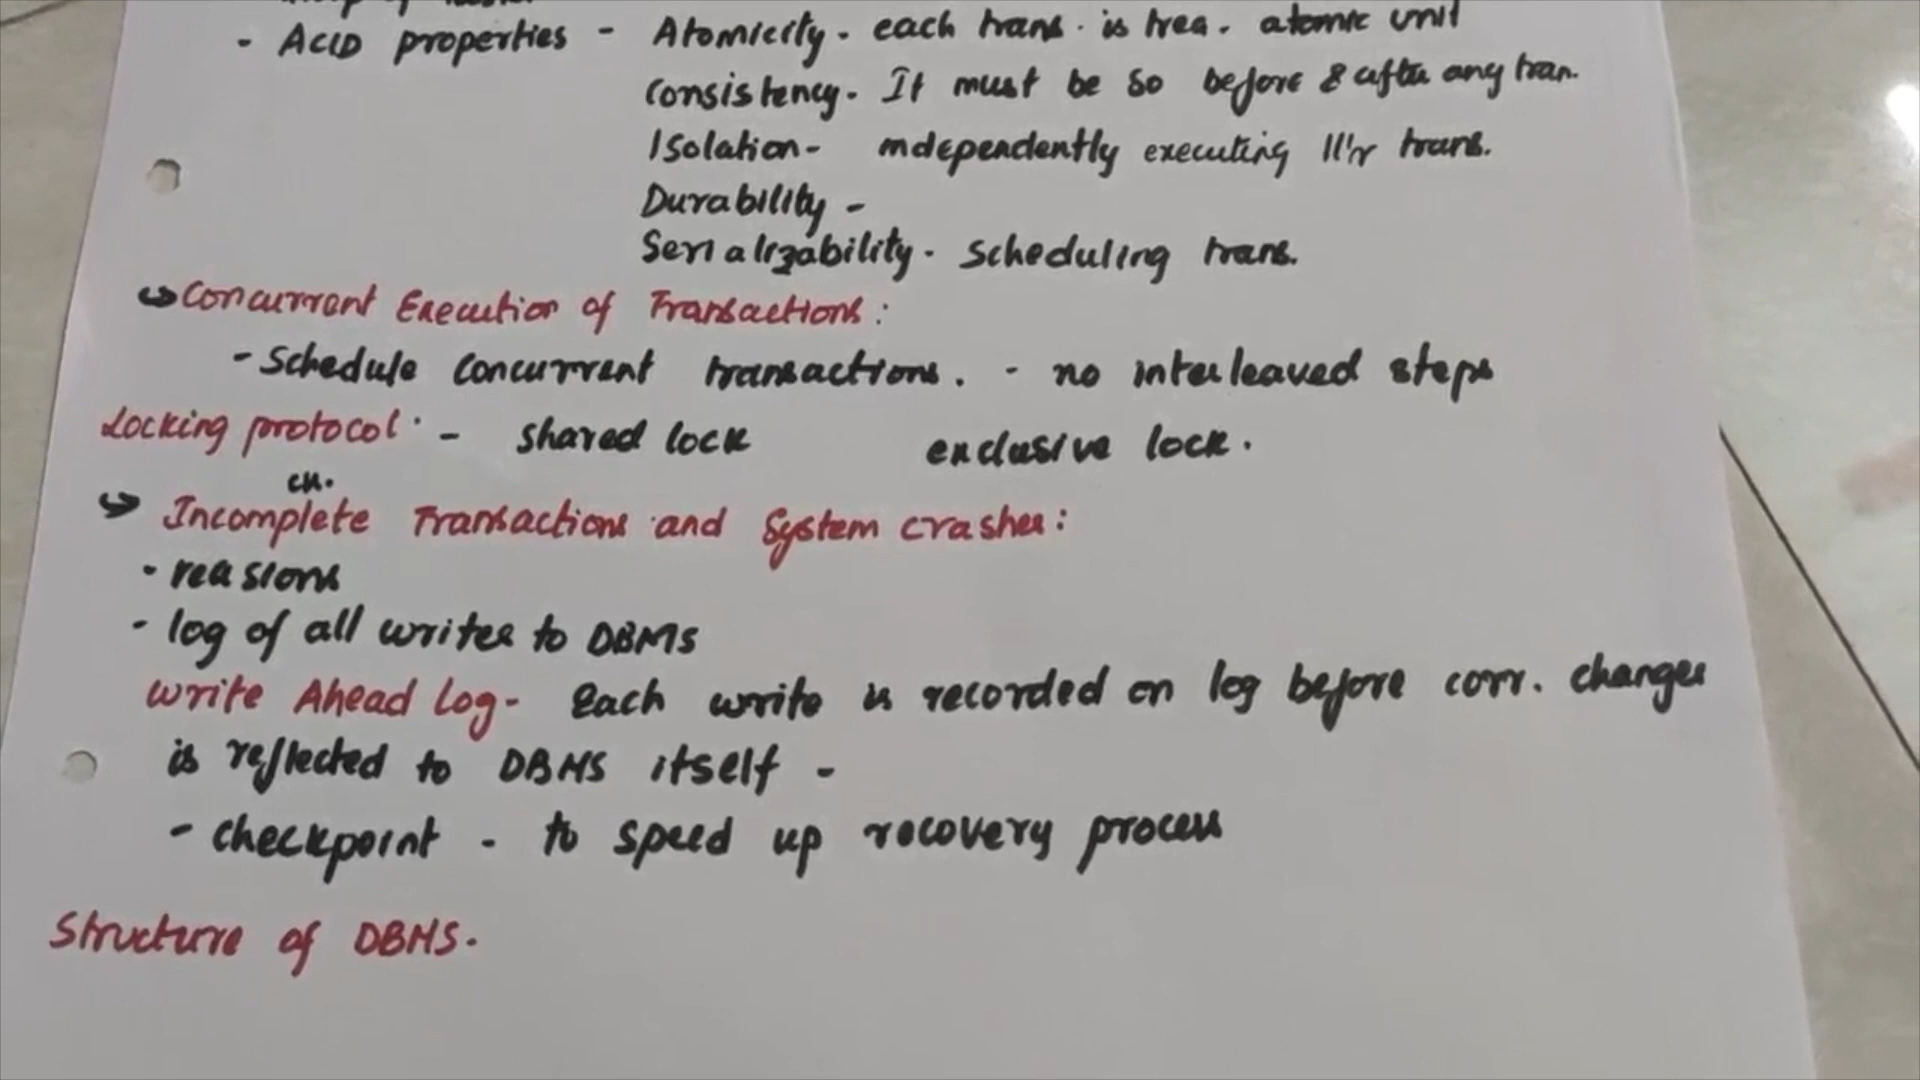 - ACID properties - Atomicity - each trans. is trea. atomic unit
Consistency. It must be so before & after any tran.
Isolation - independently executing ll'r trans.
Durability -
Serializability - Scheduling trans.
Concurrent Execution of Transactions:
- Schedule concurrent transactions. - no interleaved steps
Locking protocol - shared lock exclusive lock.
Incomplete Transactions and System crashes:
- reasions
- log of all writes to DBMS
Write Ahead Log - Each write is recorded on log before corr. changes
is reflected to DBMS itself -
- checkpoint - to speed up recovery process
Structure of DBMS.